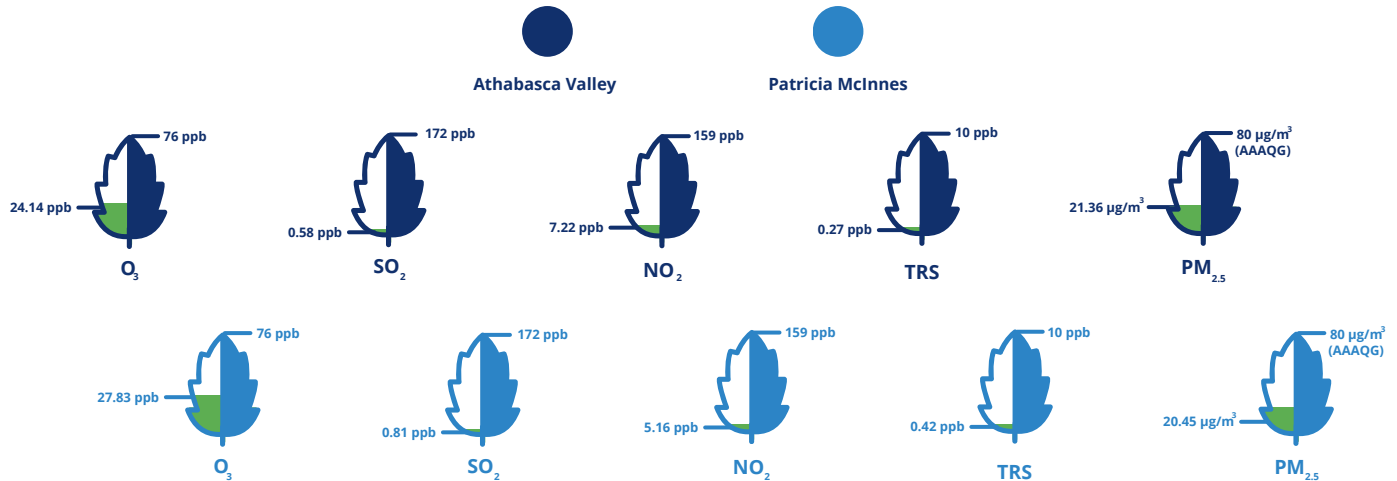 Athabasca Valley
Patricia McInnes
76 ppb
24.14 ppb
O₃
172 ppb
0.58 ppb
SO₂
159 ppb
7.22 ppb
NO₂
10 ppb
0.27 ppb
TRS
80 µg/m³
(AAAQG)
21.36 µg/m³
PM₂.₅
76 ppb
27.83 ppb
O₃
172 ppb
0.81 ppb
SO₂
159 ppb
5.16 ppb
NO₂
10 ppb
0.42 ppb
TRS
80 µg/m³
(AAAQG)
20.45 µg/m³
PM₂.₅